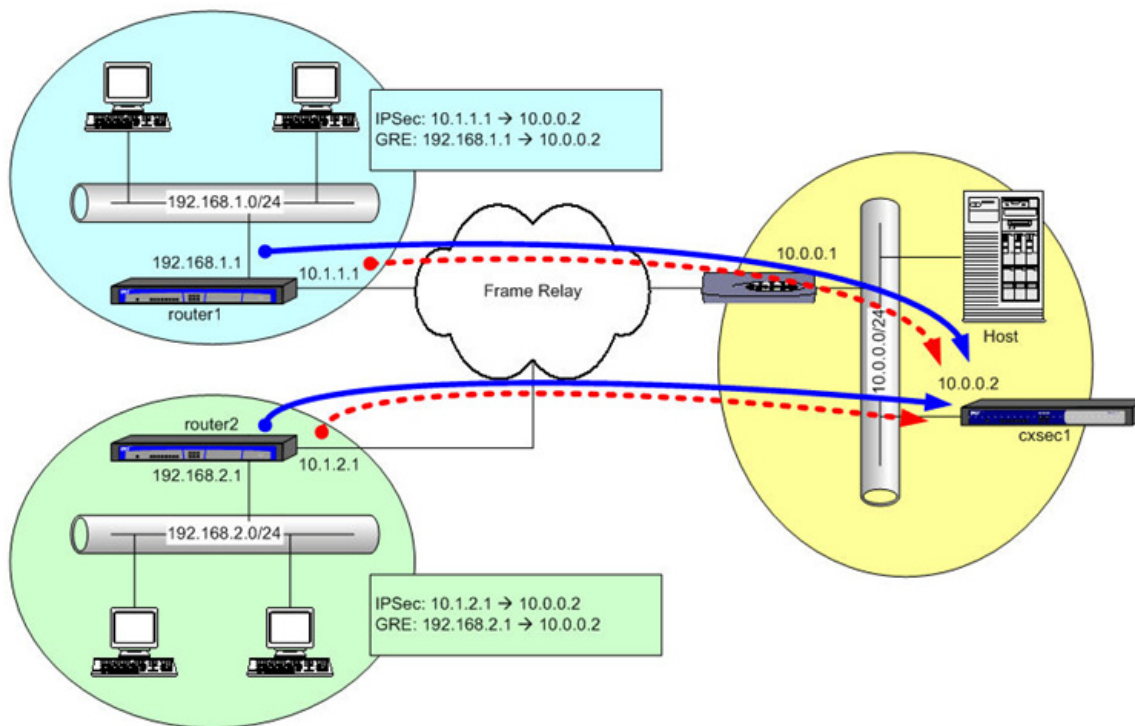 IPSec: 10.1.1.1 → 10.0.0.2
GRE: 192.168.1.1 → 10.0.0.2
192.168.1.0/24
192.168.1.1
10.1.1.1
router1
Frame Relay
10.0.0.1
10.0.0.0/24
Host
10.0.0.2
cxsec1
router2
192.168.2.1
10.1.2.1
192.168.2.0/24
IPSec: 10.1.2.1 → 10.0.0.2
GRE: 192.168.2.1 → 10.0.0.2